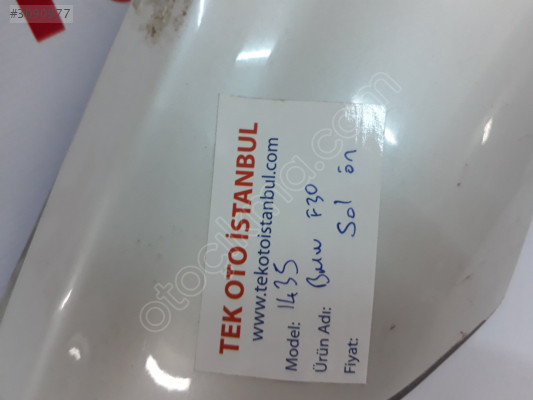 TEK OTO İSTANBUL
www.tekotoistanbul.com
Model: 1435
Ürün Adı: Bmw F30
Fiyat: Sol ön